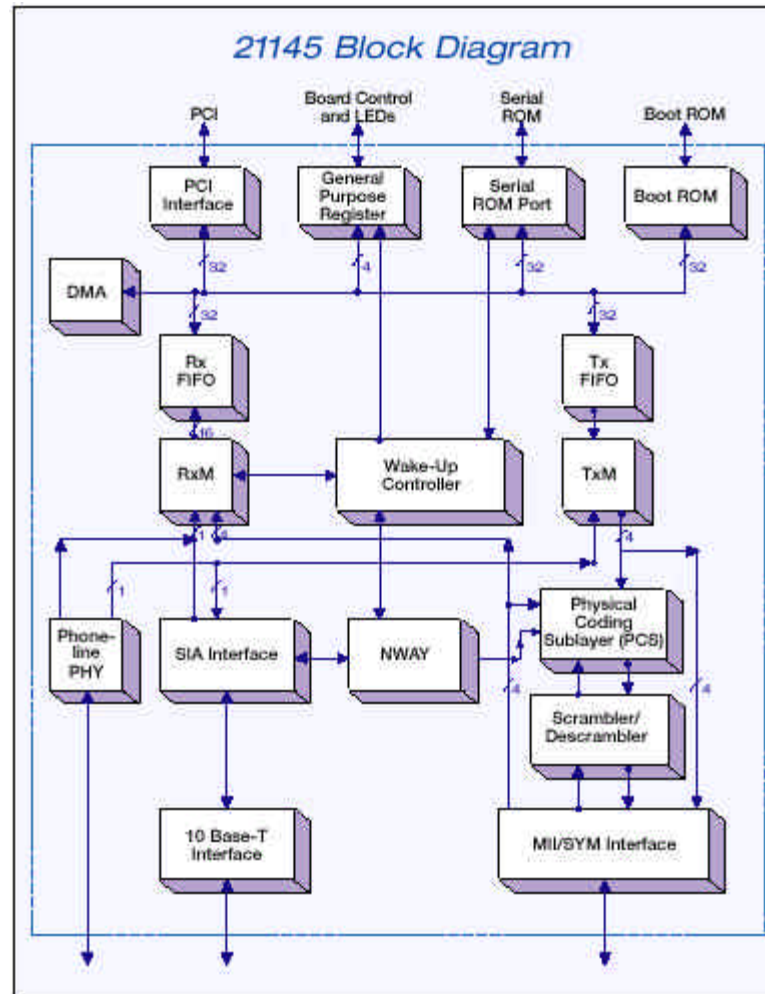 21145 Block Diagram
PCI
Board Control
and LEDs
Serial
ROM
Boot ROM
PCI
Interface
General
Purpose
Register
Serial
ROM Port
Boot ROM
32
4
32
32
DMA
32
32
Rx
FIFO
Tx
FIFO
16
RxM
Wake-Up
Controller
TxM
1
4
1
1
Phone-
line
PHY
SIA Interface
NWAY
Physical
Coding
Sublayer (PCS)
4
4
Scrambler/
Descrambler
10 Base-T
Interface
MII/SYM Interface